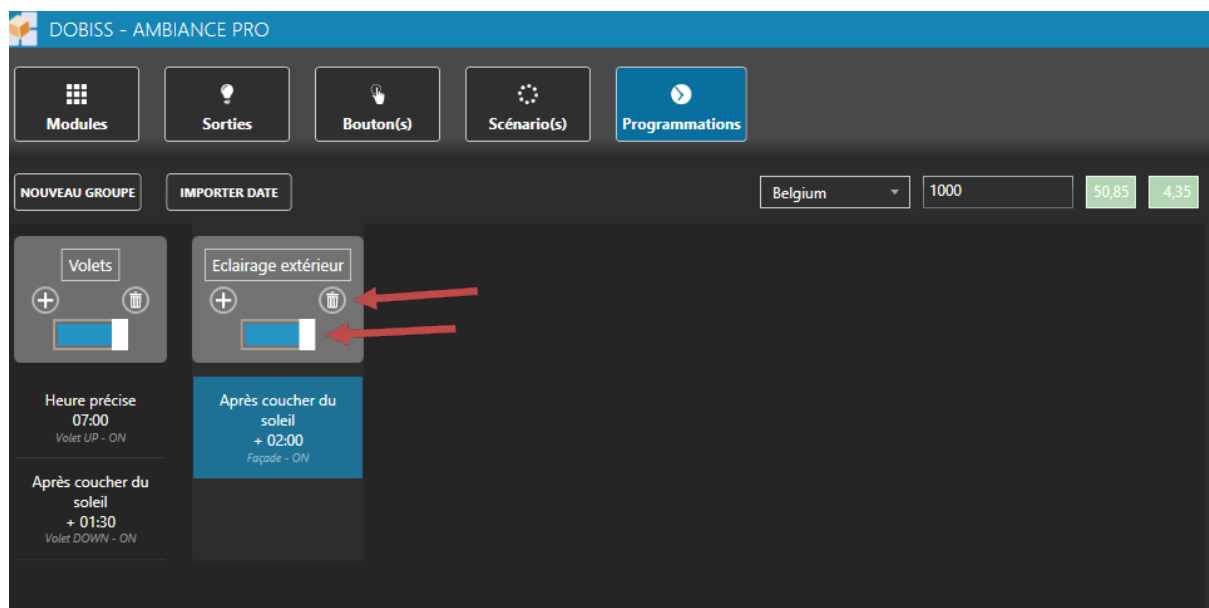 DOBISS - AMBIANCE PRO
Modules
Sorties
Bouton(s)
Scénario(s)
Programmations
NOUVEAU GROUPE
IMPORTER DATE
Belgium
1000
50,85
4,35
Volets
Eclairage extérieur
Heure précise
07:00
Volet UP - ON
Après coucher du
soleil
+ 01:30
Volet DOWN - ON
Après coucher du
soleil
+ 02:00
Façade - ON